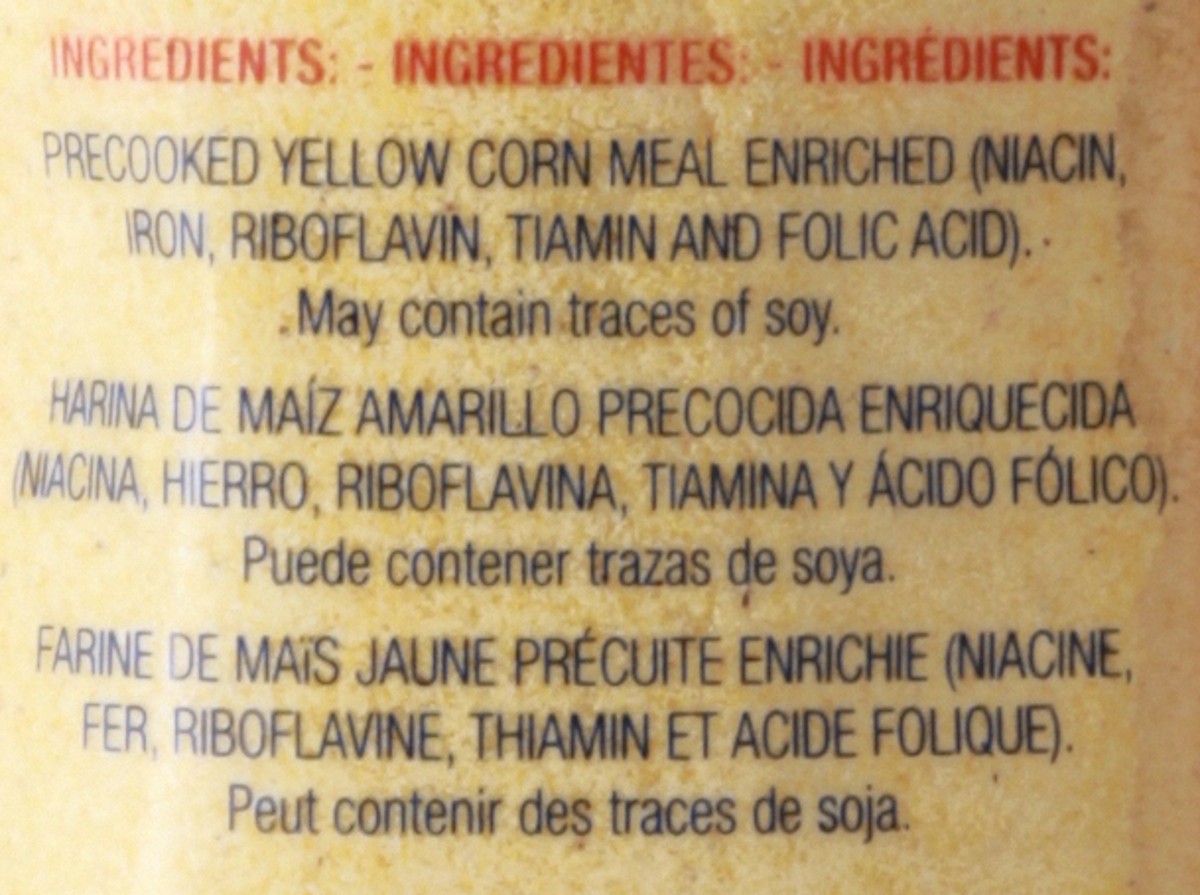 INGREDIENTS: - INGREDIENTES: - INGRÉDIENTS:
PRECOOKED YELLOW CORN MEAL ENRICHED (NIACIN,
IRON, RIBOFLAVIN, TIAMIN AND FOLIC ACID).
May contain traces of soy.
HARINA DE MAÍZ AMARILLO PRECOCIDA ENRIQUECIDA
(NIACINA, HIERRO, RIBOFLAVINA, TIAMINA Y ÁCIDO FÓLICO).
Puede contener trazas de soya.
FARINE DE MAïS JAUNE PRÉCUITE ENRICHIE (NIACINE,
FER, RIBOFLAVINE, THIAMIN ET ACIDE FOLIQUE).
Peut contenir des traces de soja.